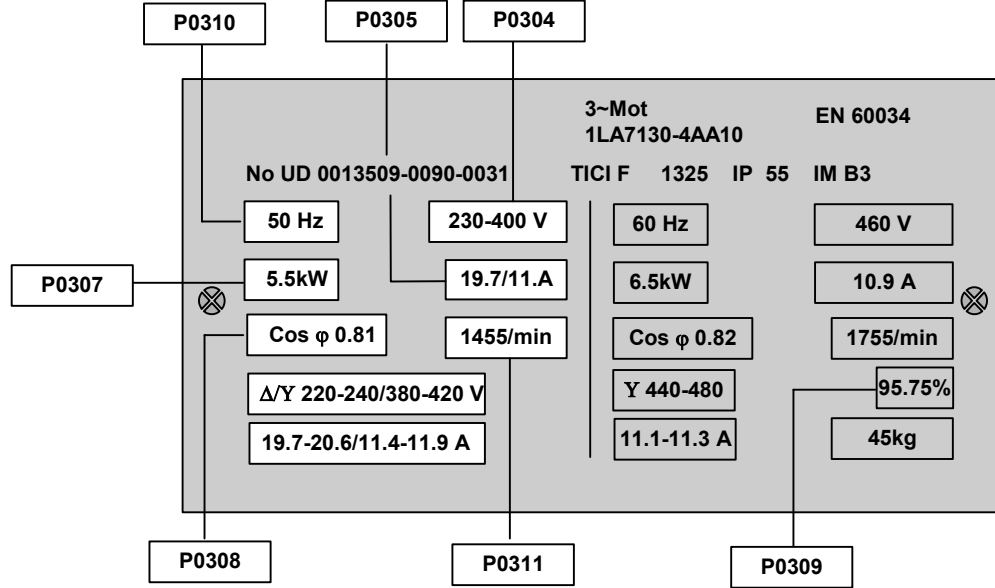 P0310
P0305
P0304
3~Mot
1LA7130-4AA10
EN 60034
No UD 0013509-0090-0031 TICI F 1325 IP 55 IM B3
50 Hz 230-400 V 60 Hz 460 V
P0307
5.5kW 19.7/11.A 6.5kW 10.9 A
Cos φ 0.81 1455/min Cos φ 0.82 1755/min
Δ/Y 220-240/380-420 V Y 440-480 95.75%
19.7-20.6/11.4-11.9 A 11.1-11.3 A 45kg
P0308
P0311
P0309